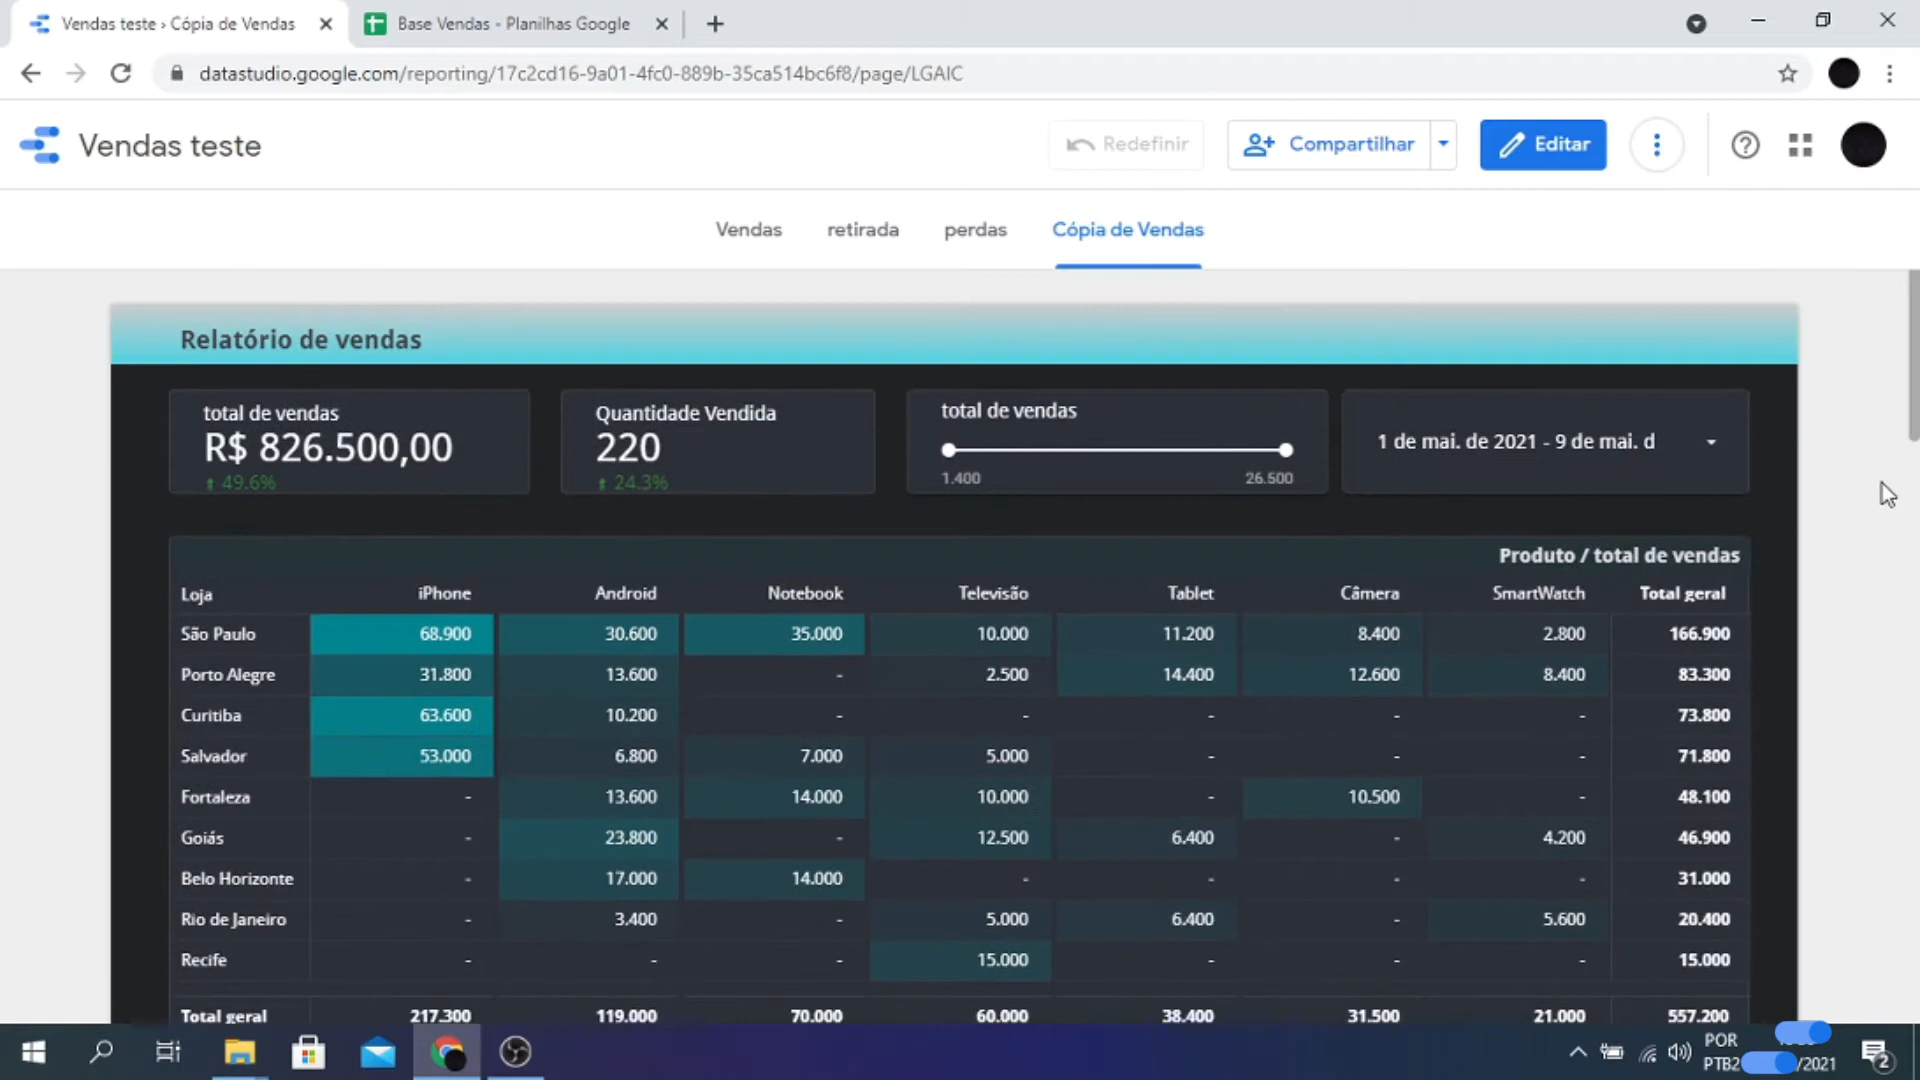 Vendas teste › Cópia de Vendas
Base Vendas - Planilhas Google
datastudio.google.com/reporting/17c2cd16-9a01-4fc0-889b-35ca514bc6f8/page/LGAIC
Vendas teste
Redefinir
Compartilhar
Editar
Vendas retirada perdas Cópia de Vendas
Relatório de vendas
total de vendas
R$ 826.500,00
49.6%
Quantidade Vendida
220
24.3%
total de vendas
1.400 26.500
1 de mai. de 2021 - 9 de mai. d
Produto / total de vendas
Loja iPhone Android Notebook Televisão Tablet Câmera SmartWatch Total geral
São Paulo 68.900 30.600 35.000 10.000 11.200 8.400 2.800 166.900
Porto Alegre 31.800 13.600 - 2.500 14.400 12.600 8.400 83.300
Curitiba 63.600 10.200 - - - - - 73.800
Salvador 53.000 6.800 7.000 5.000 - - - 71.800
Fortaleza - 13.600 14.000 10.000 - 10.500 - 48.100
Goiás - 23.800 - 12.500 6.400 - 4.200 46.900
Belo Horizonte - 17.000 14.000 - - - - 31.000
Rio de Janeiro - 3.400 - 5.000 6.400 - 5.600 20.400
Recife - - - 15.000 - - - 15.000
Total geral 217.300 119.000 70.000 60.000 38.400 31.500 21.000 557.200
POR
PTB2 /2021
2